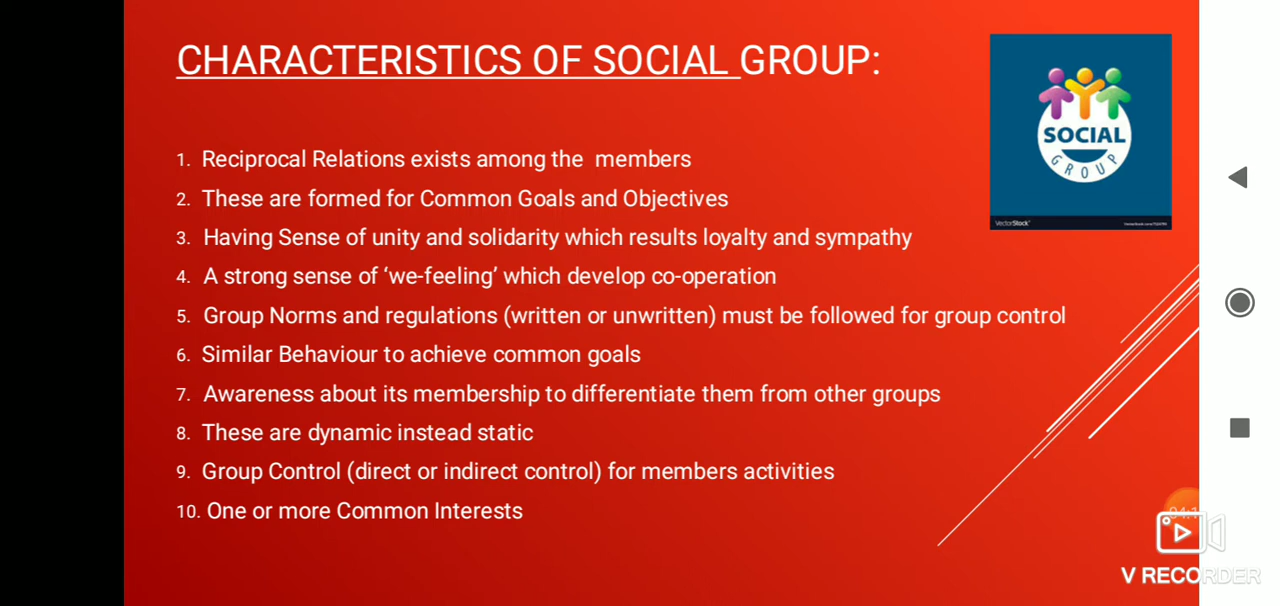 CHARACTERISTICS OF SOCIAL GROUP:
SOCIAL
GROUP
VectorStock
1. Reciprocal Relations exists among the members
2. These are formed for Common Goals and Objectives
3. Having Sense of unity and solidarity which results loyalty and sympathy
4. A strong sense of ‘we-feeling’ which develop co-operation
5. Group Norms and regulations (written or unwritten) must be followed for group control
6. Similar Behaviour to achieve common goals
7. Awareness about its membership to differentiate them from other groups
8. These are dynamic instead static
9. Group Control (direct or indirect control) for members activities
10. One or more Common Interests
V RECORDER